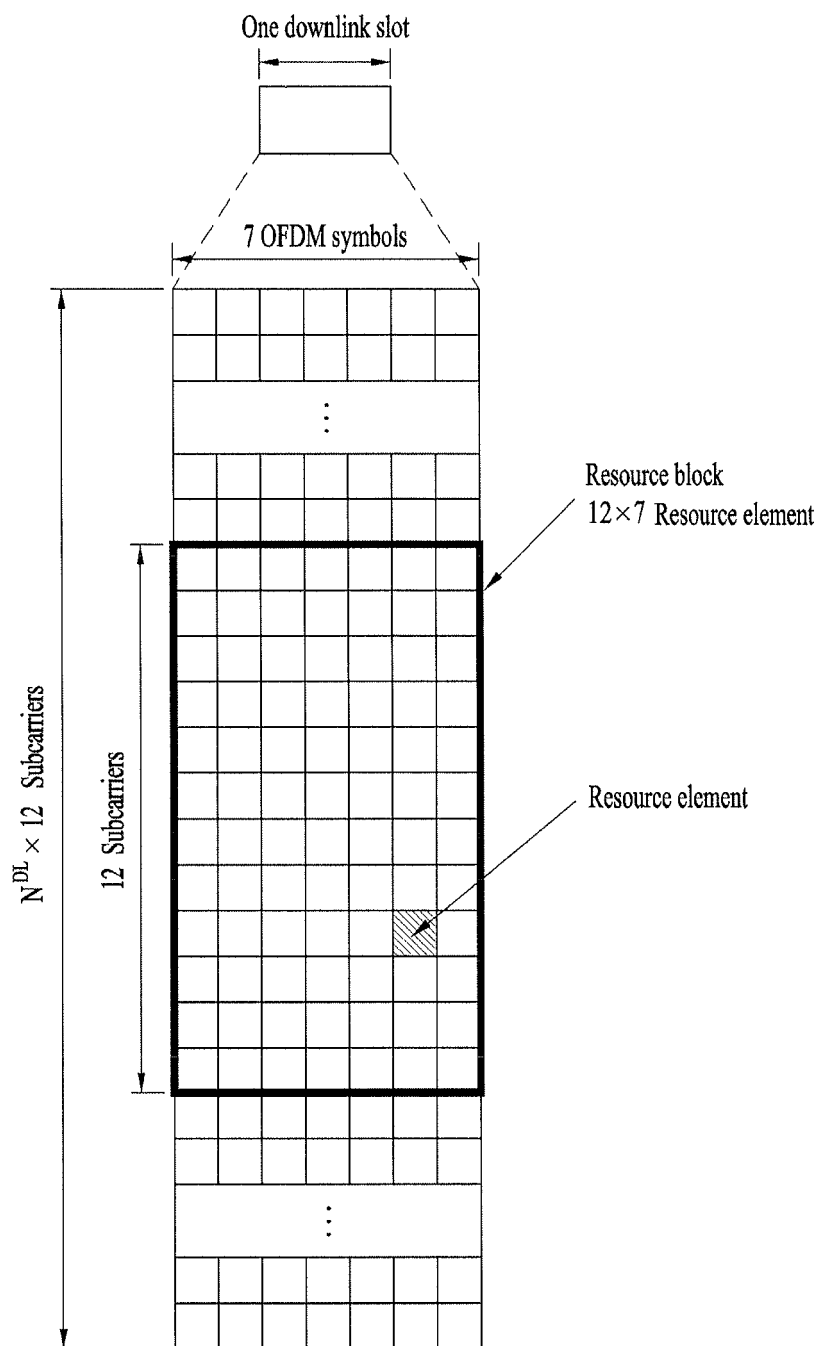 One downlink slot
7 OFDM symbols
Resource block
12×7 Resource element
N^DL × 12 Subcarriers
12 Subcarriers
Resource element